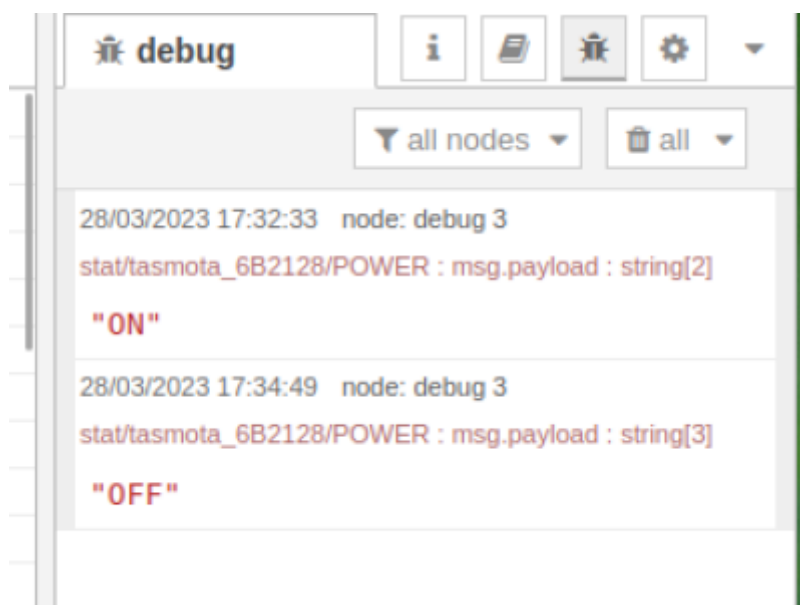 debug
i
all nodes
all
28/03/2023 17:32:33 node: debug 3
stat/tasmota_6B2128/POWER : msg.payload : string[2]
"ON"
28/03/2023 17:34:49 node: debug 3
stat/tasmota_6B2128/POWER : msg.payload : string[3]
"OFF"